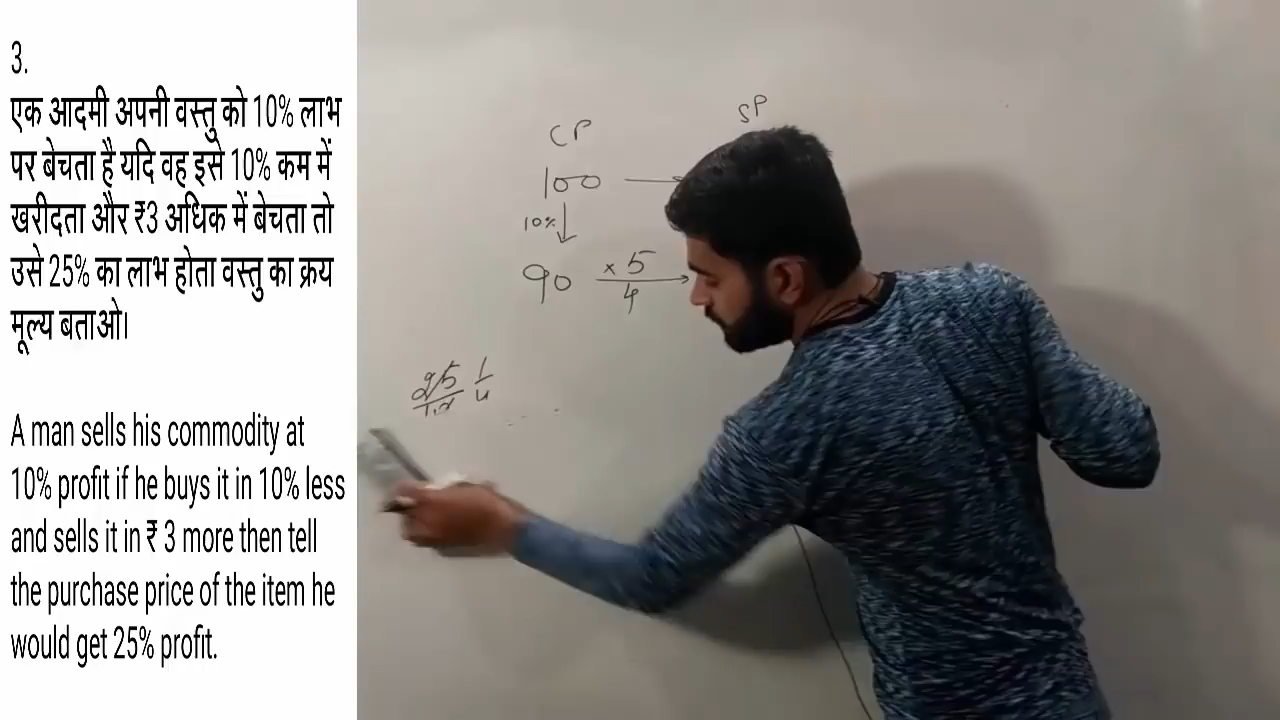 3.
एक आदमी अपनी वस्तु को 10% लाभ
पर बेचता है यदि वह इसे 10% कम में
खरीदता और ₹3 अधिक में बेचता तो
उसे 25% का लाभ होता वस्तु का क्रय
मूल्य बताओ।
A man sells his commodity at
10% profit if he buys it in 10% less
and sells it in ₹ 3 more then tell
the purchase price of the item he
would get 25% profit.
CP
SP
100
10%
90
× 5
4
25
1
4